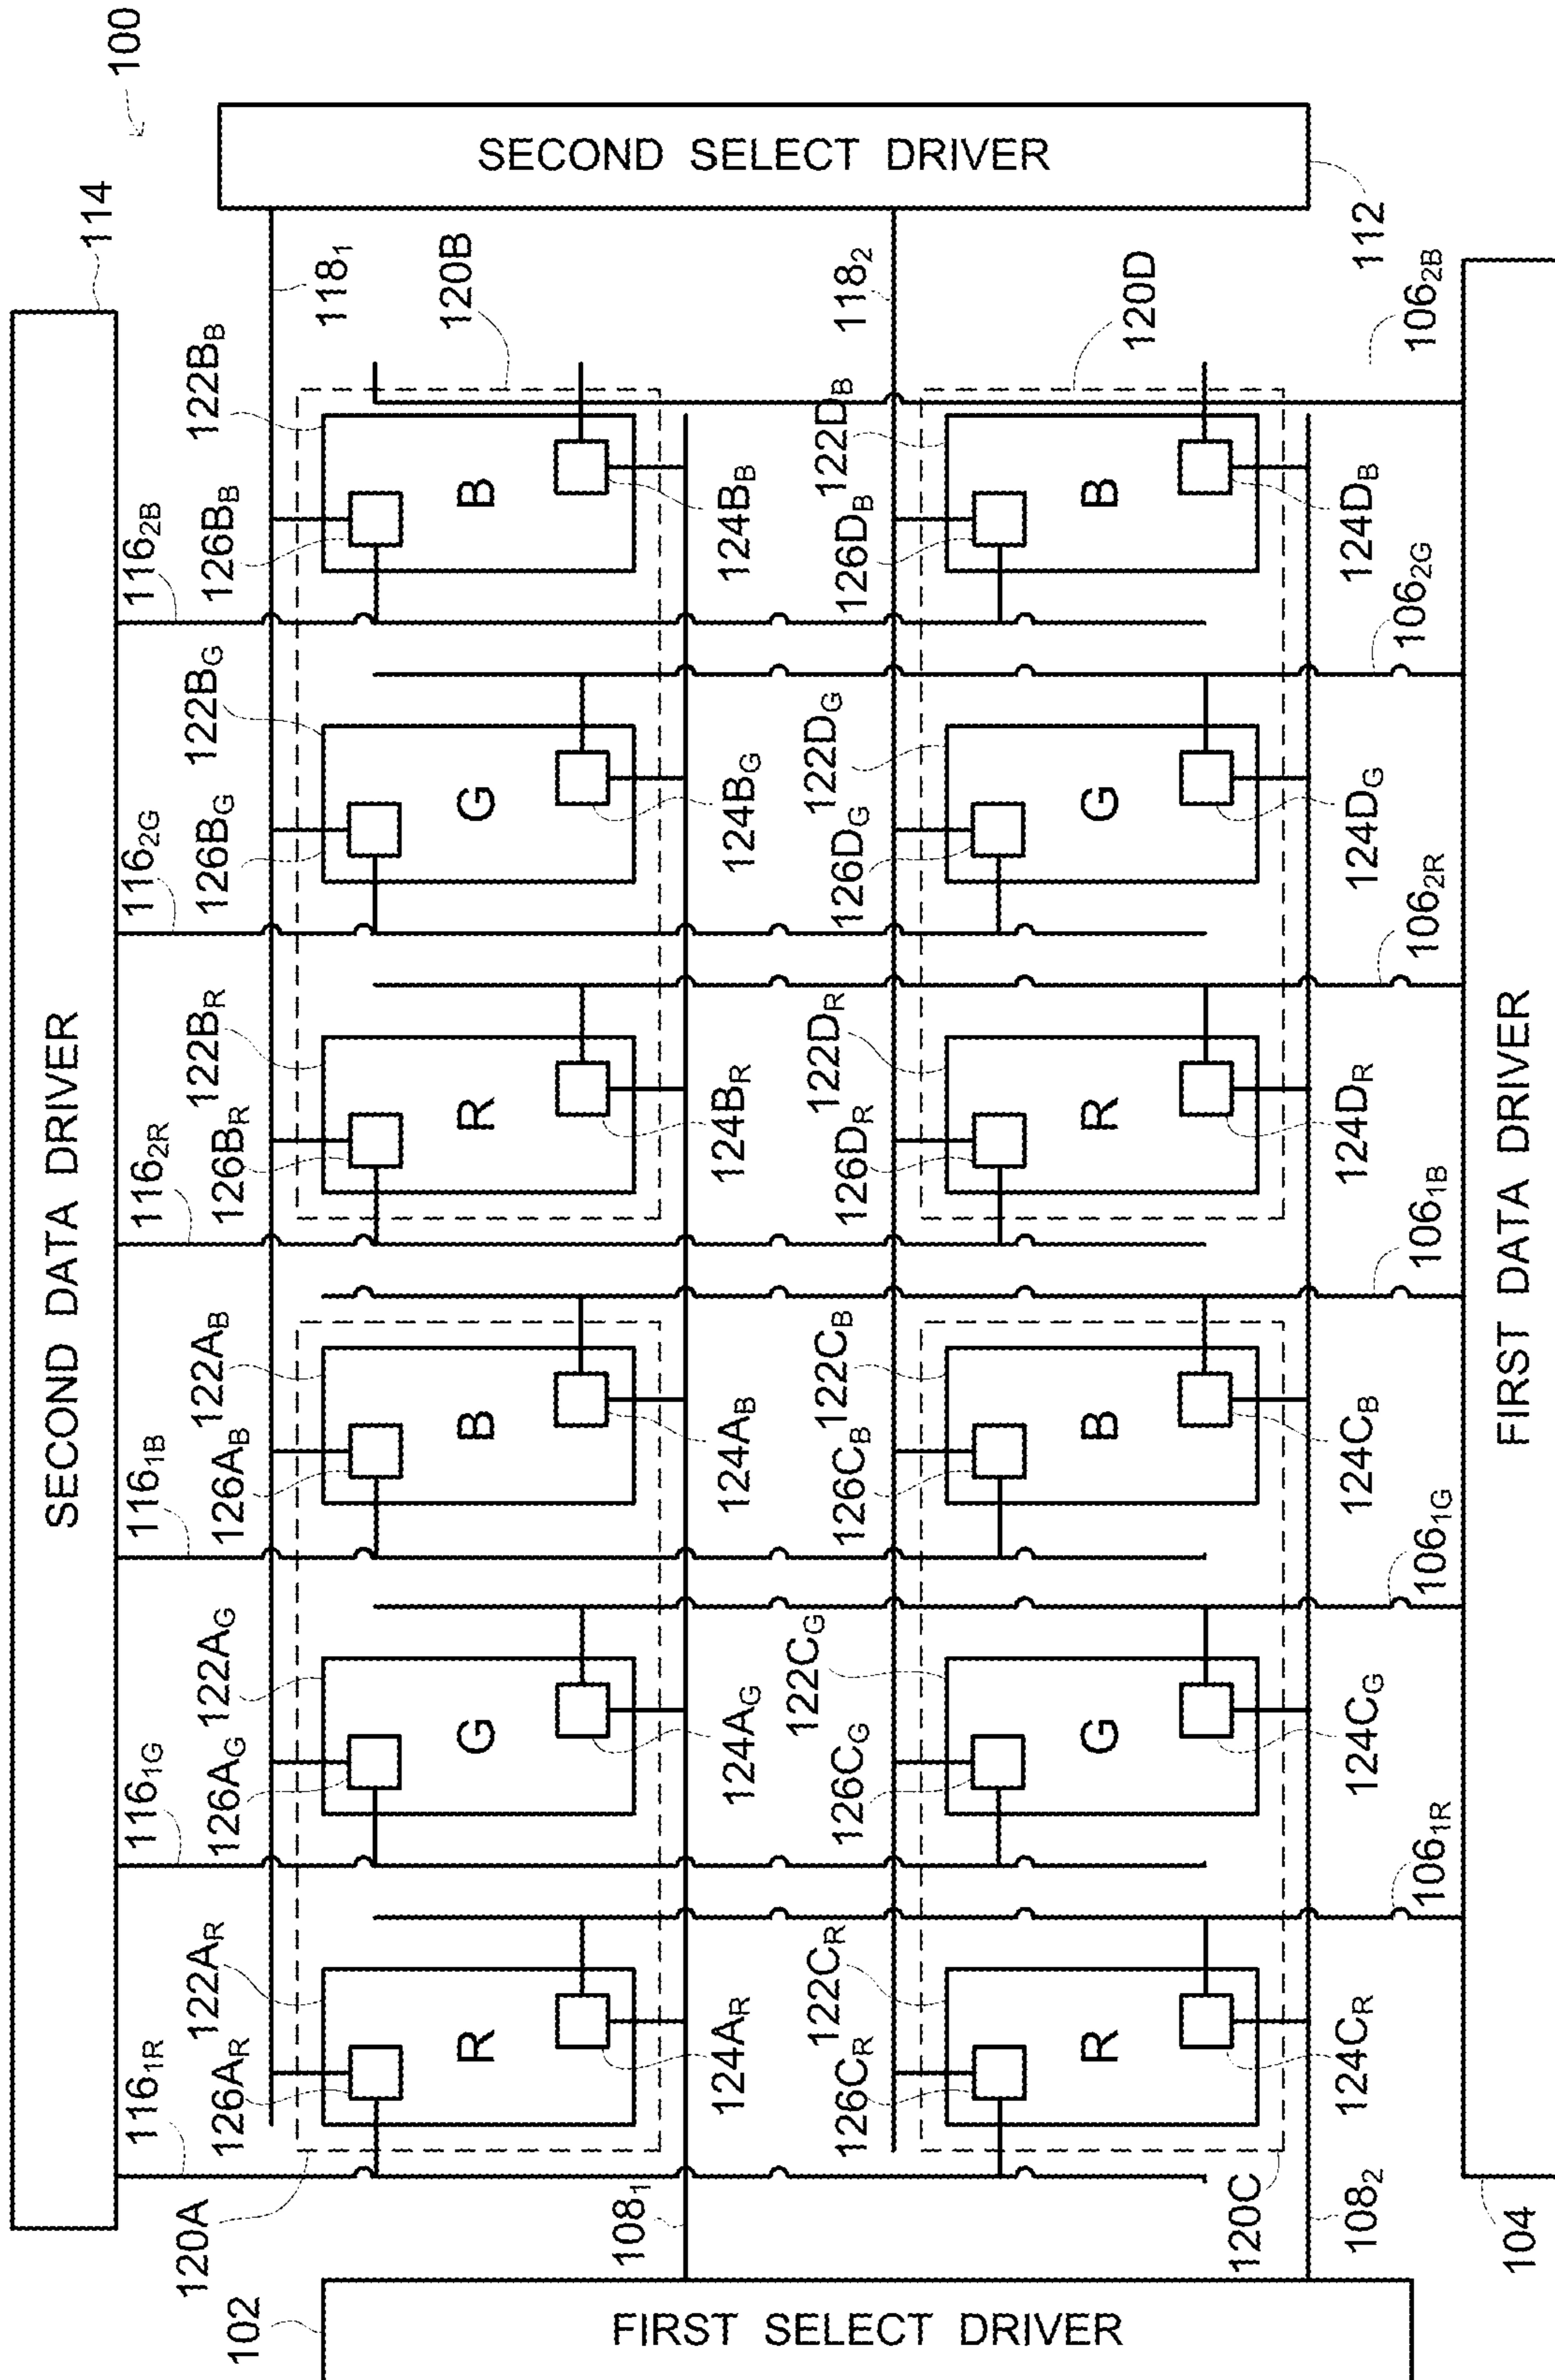 100
SECOND DATA DRIVER
114
116₁R
116₁G
116₁B
116₂R
116₂G
116₂B
122A_R
122A_G
122A_B
122B_R
122B_G
122B_B
126A_R
126A_G
126A_B
126B_R
126B_G
126B_B
118₁
120A
120B
R
G
B
R
G
B
SECOND SELECT DRIVER
108₁
124A_R
124A_G
124A_B
124B_R
124B_G
124B_B
102
FIRST SELECT DRIVER
122C_R
122C_G
122C_B
122D_R
122D_G
122D_B
118₂
126C_R
126C_G
126C_B
126D_R
126D_G
126D_B
R
G
B
R
G
B
120D
120C
108₂
124C_R
124C_G
124C_B
124D_R
124D_G
124D_B
112
106₁R
106₁G
106₁B
106₂R
106₂G
106₂B
104
FIRST DATA DRIVER